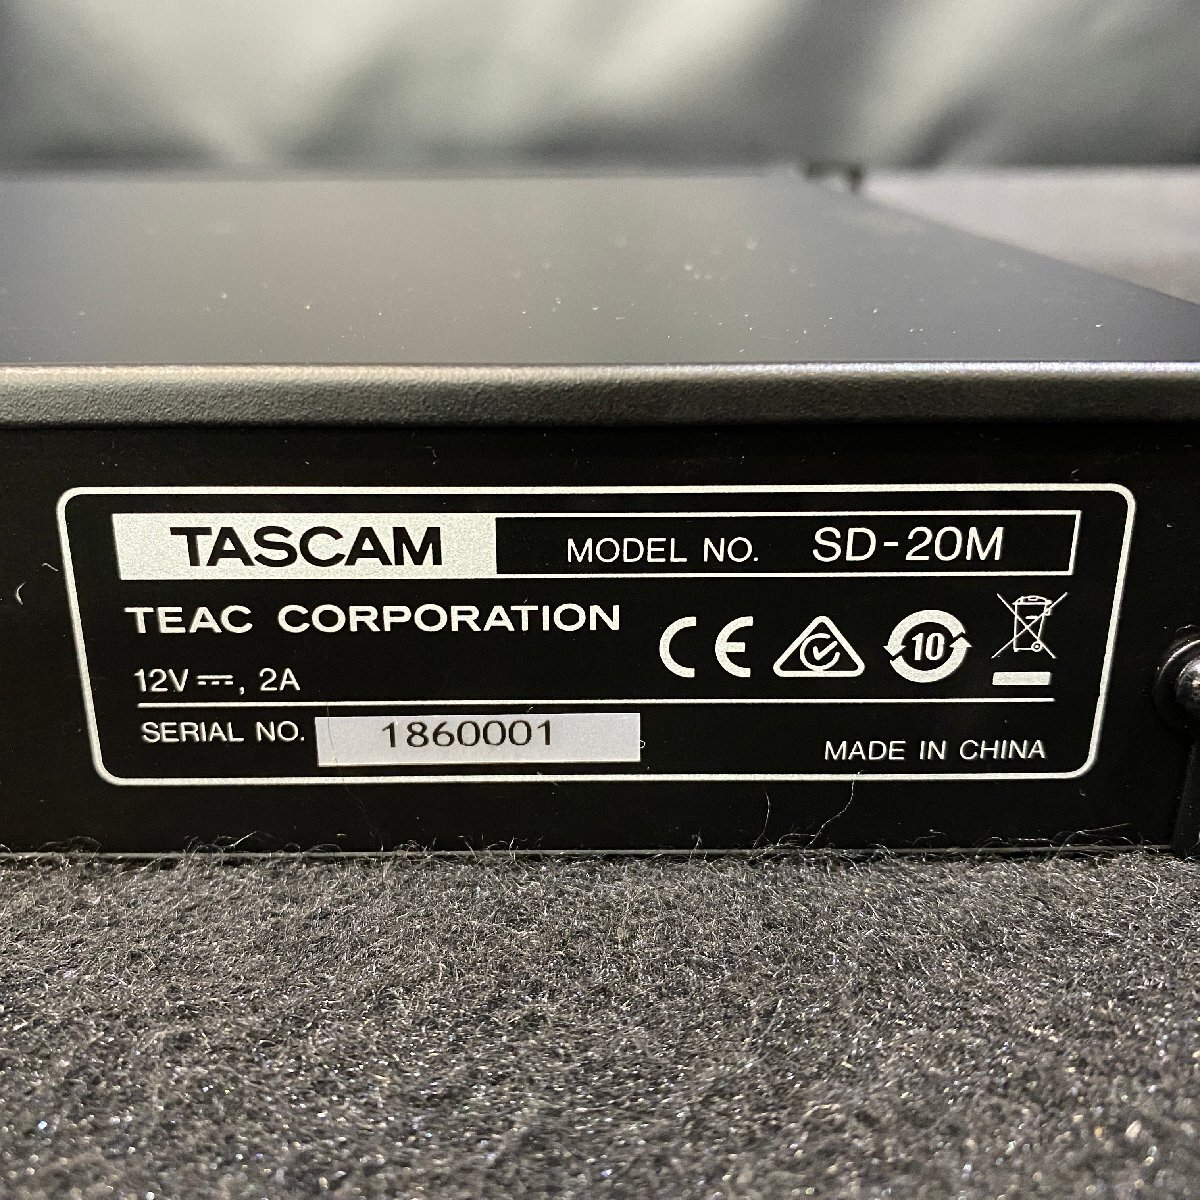 TASCAM MODEL NO. SD-20M
TEAC CORPORATION
12V⎓, 2A
CE 10
SERIAL NO. 1860001
MADE IN CHINA